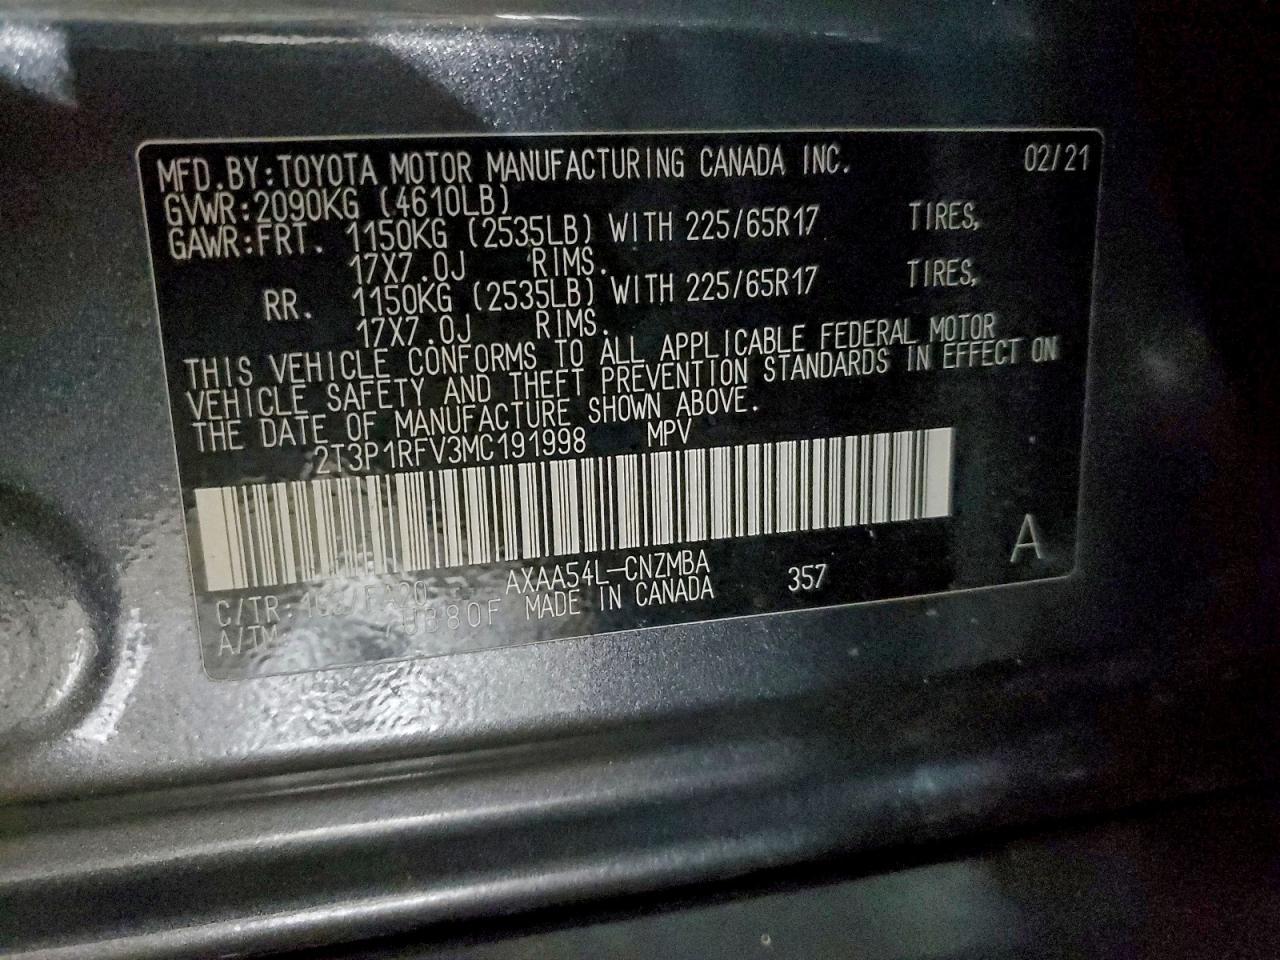 MFD.BY:TOYOTA MOTOR MANUFACTURING CANADA INC. 02/21
GVWR:2090KG (4610LB)
GAWR:FRT. 1150KG (2535LB) WITH 225/65R17 TIRES,
17X7.0J RIMS.
RR. 1150KG (2535LB) WITH 225/65R17 TIRES,
17X7.0J RIMS.
THIS VEHICLE CONFORMS TO ALL APPLICABLE FEDERAL MOTOR
VEHICLE SAFETY AND THEFT PREVENTION STANDARDS IN EFFECT ON
THE DATE OF MANUFACTURE SHOWN ABOVE.
2T3P1RFV3MC191998 MPV
C/TR: AXAA54L-CNZMBA 357 A
A/TM MADE IN CANADA